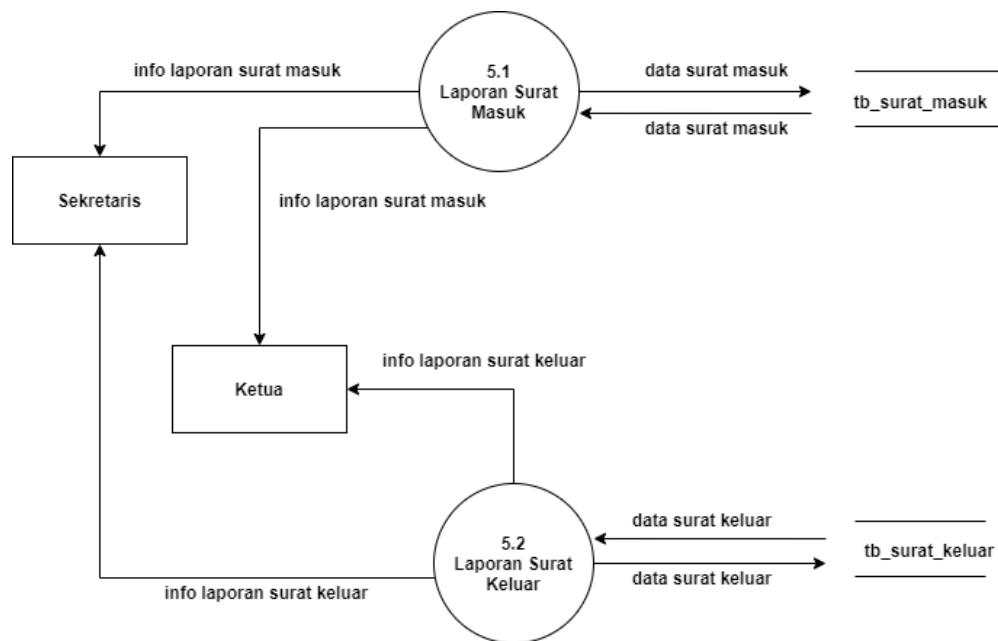 info laporan surat masuk
5.1
Laporan Surat
Masuk
data surat masuk
data surat masuk
tb_surat_masuk
Sekretaris
info laporan surat masuk
Ketua
info laporan surat keluar
5.2
Laporan Surat
Keluar
data surat keluar
data surat keluar
tb_surat_keluar
info laporan surat keluar